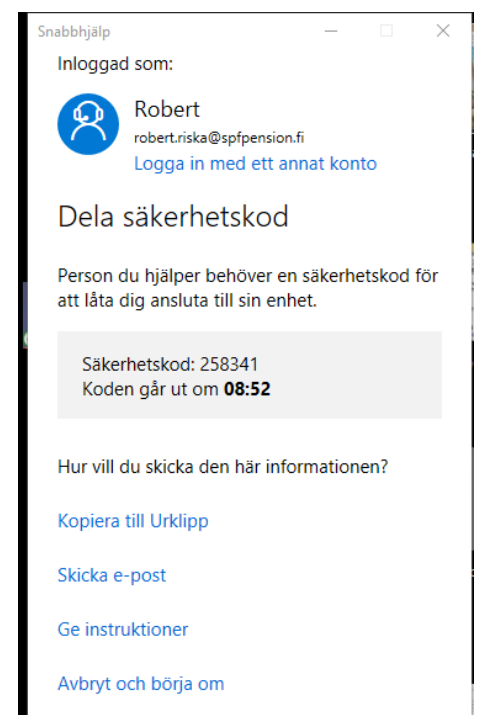 Snabbhjälp
Inloggad som:
Robert
robert.riska@spfpension.fi
Logga in med ett annat konto
Dela säkerhetskod
Person du hjälper behöver en säkerhetskod för
att låta dig ansluta till sin enhet.
Säkerhetskod: 258341
Koden går ut om 08:52
Hur vill du skicka den här informationen?
Kopiera till Urklipp
Skicka e-post
Ge instruktioner
Avbryt och börja om